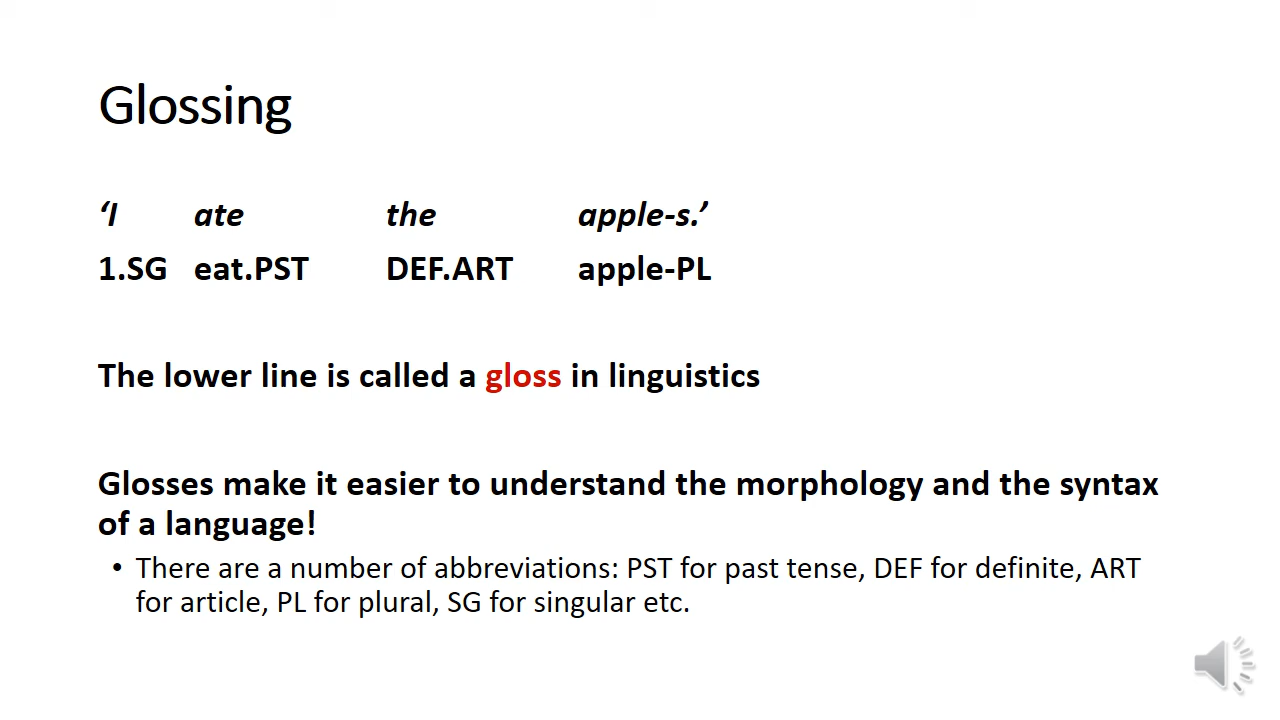 Glossing
‘I ate the apple-s.’
1.SG eat.PST DEF.ART apple-PL
The lower line is called a gloss in linguistics
Glosses make it easier to understand the morphology and the syntax
of a language!
• There are a number of abbreviations: PST for past tense, DEF for definite, ART
for article, PL for plural, SG for singular etc.